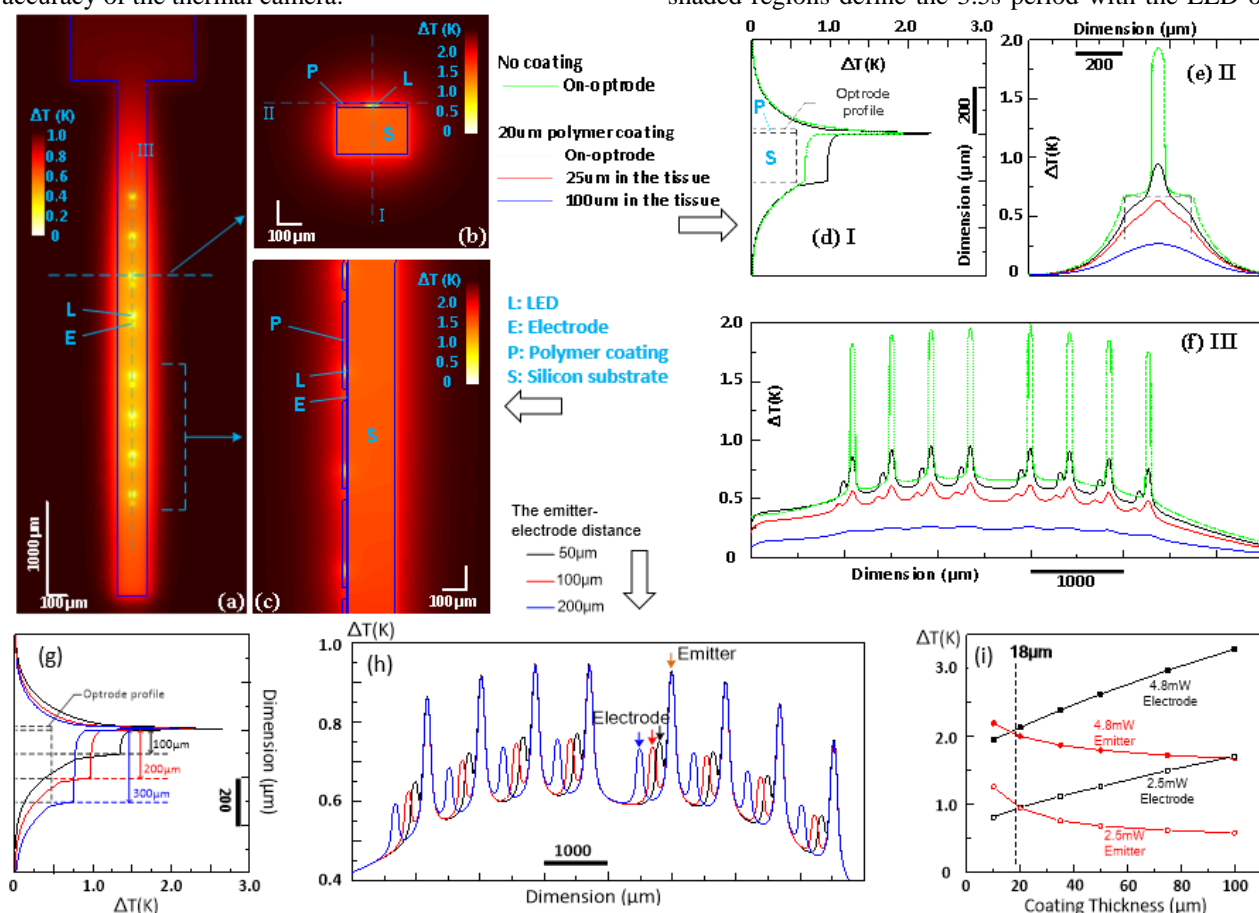 accuracy of the thermal camera.
shaded regions define the 3.5s period with the LED o
ΔT (K)
1.0
0.8
0.6
0.4
0.2
0
III
L
E
1000μm
100μm
(a)
ΔT (K)
2.0
1.5
1.0
0.5
0
P
L
II
S
I
100μm
(b)
No coating
On-optrode
20um polymer coating
On-optrode
25um in the tissue
100um in the tissue
0 1.0 2.0 3.0
ΔT(K)
Optrode profile
P
S
200
Dimension (μm)
(d) I
Dimension (μm)
200
2.0
1.5
1.0
0.5
0
ΔT(K)
(e) II
ΔT (K)
2.0
1.5
1.0
0.5
0
P
L
E
S
100μm
(c)
L: LED
E: Electrode
P: Polymer coating
S: Silicon substrate
The emitter-
electrode distance
50μm
100μm
200μm
2.0
1.5
1.0
0.5
0
ΔT(K)
(f) III
Dimension (μm)
1000
(g)
Optrode profile
100μm
200μm
300μm
200
Dimension (μm)
0 1.0 2.0 3.0
ΔT(K)
ΔT(K)
(h)
1.0
0.9
0.8
0.7
0.6
0.5
0.4
Emitter
Electrode
1000
Dimension (μm)
ΔT(K)
(i)
18μm
3.0
2.0
1.0
0
4.8mW
Electrode
4.8mW
Emitter
2.5mW
Electrode
2.5mW
Emitter
0 20 40 60 80 100
Coating Thickness (μm)